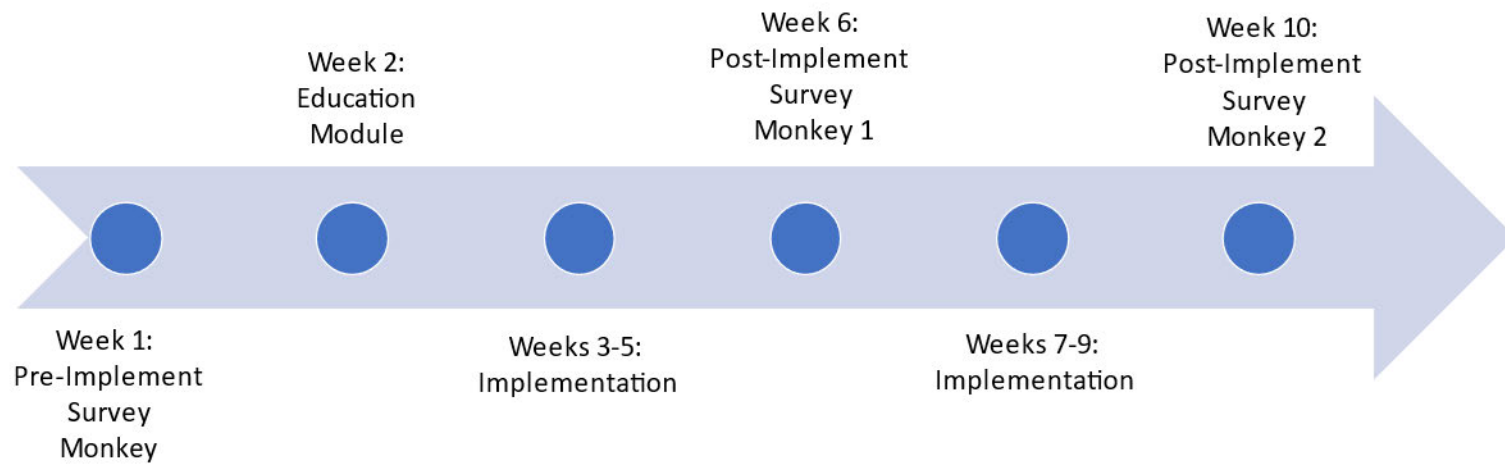 Week 1:
Pre-Implement
Survey
Monkey
Week 2:
Education
Module
Weeks 3-5:
Implementation
Week 6:
Post-Implement
Survey
Monkey 1
Weeks 7-9:
Implementation
Week 10:
Post-Implement
Survey
Monkey 2